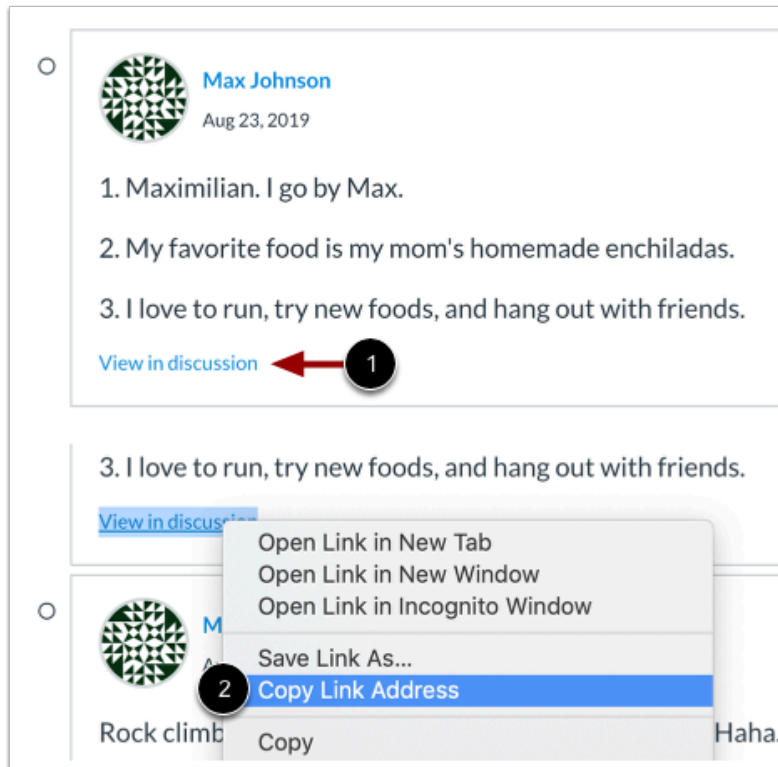 Max Johnson
Aug 23, 2019
1. Maximilian. I go by Max.
2. My favorite food is my mom's homemade enchiladas.
3. I love to run, try new foods, and hang out with friends.
View in discussion
1
3. I love to run, try new foods, and hang out with friends.
View in discussion
Open Link in New Tab
Open Link in New Window
Open Link in Incognito Window
M
Save Link As...
2 Copy Link Address
Rock climb
Haha.
Copy